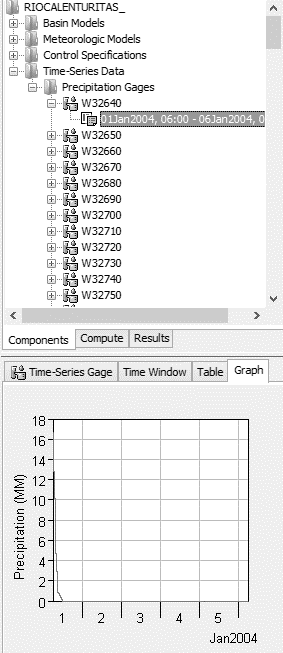 RIOCALENTURITAS_
Basin Models
Meteorologic Models
Control Specifications
Time-Series Data
Precipitation Gages
W32640
01Jan2004, 06:00 - 06Jan2004, 0
W32650
W32660
W32670
W32680
W32690
W32700
W32710
W32720
W32730
W32740
W32750
Components Compute Results
Time-Series Gage Time Window Table Graph
18
16
14
12
10
8
6
4
2
0
Precipitation (MM)
1 2 3 4 5
Jan2004